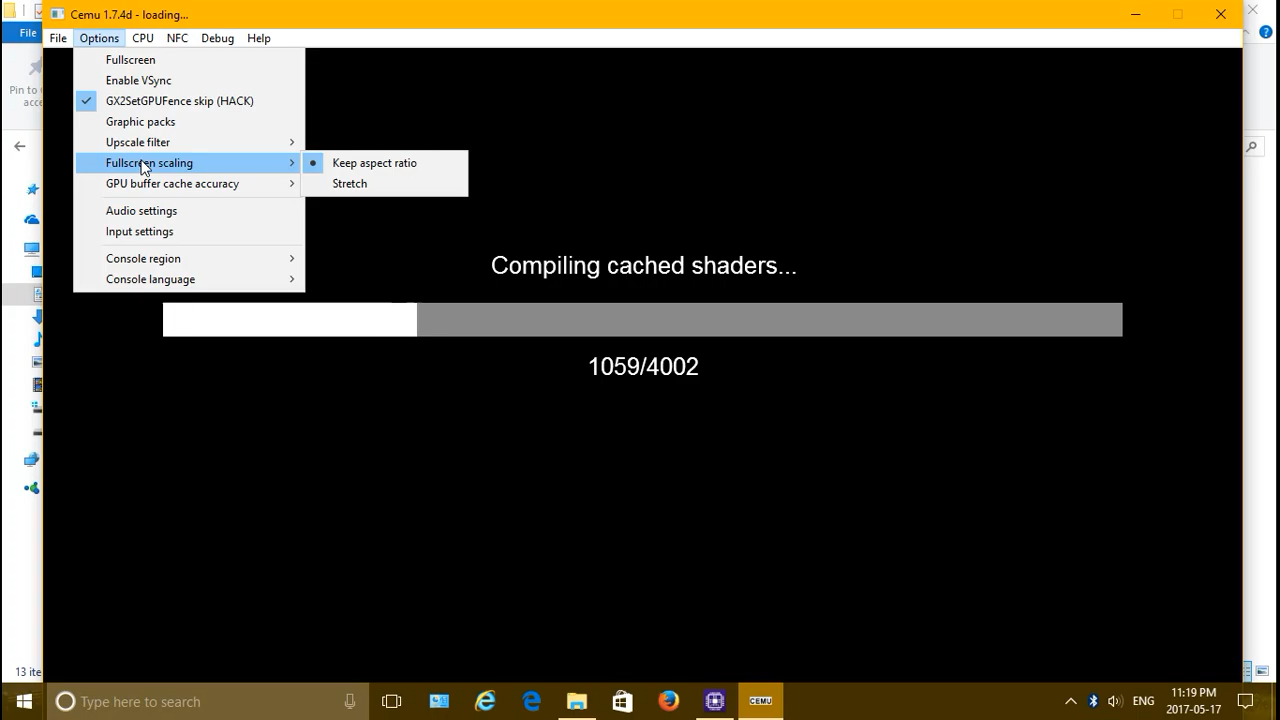 Cemu 1.7.4d - loading...
File
File Options CPU NFC Debug Help
Fullscreen
Enable VSync
GX2SetGPUFence skip (HACK)
Graphic packs
Upscale filter
Fullscreen scaling
Keep aspect ratio
Stretch
GPU buffer cache accuracy
Audio settings
Input settings
Console region
Console language
Pin to
acce
Compiling cached shaders...
1059/4002
13 ite
Type here to search
CEMU
ENG
11:19 PM
2017-05-17